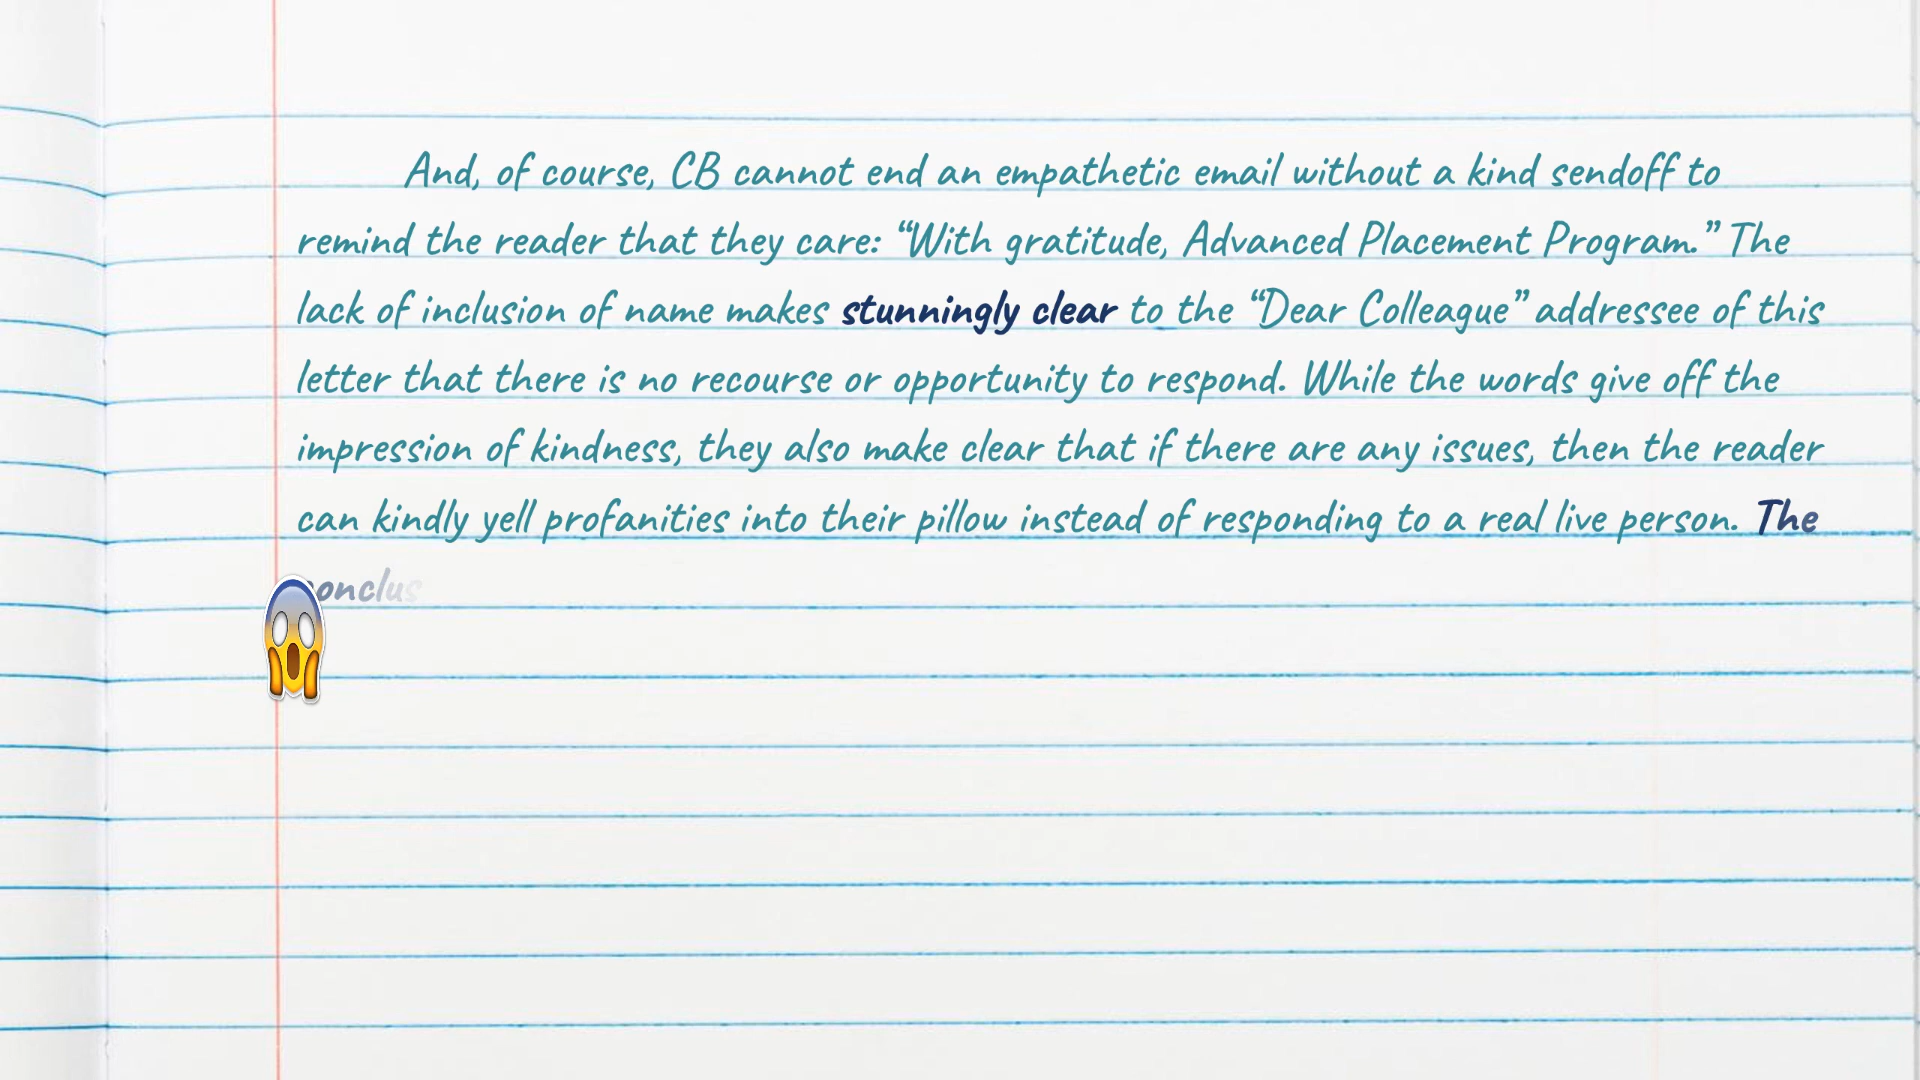 And, of course, CB cannot end an empathetic email without a kind sendoff to
remind the reader that they care: “With gratitude, Advanced Placement Program.” The
lack of inclusion of name makes stunningly clear to the “Dear Colleague” addressee of this
letter that there is no recourse or opportunity to respond. While the words give off the
impression of kindness, they also make clear that if there are any issues, then the reader
can kindly yell profanities into their pillow instead of responding to a real live person. The